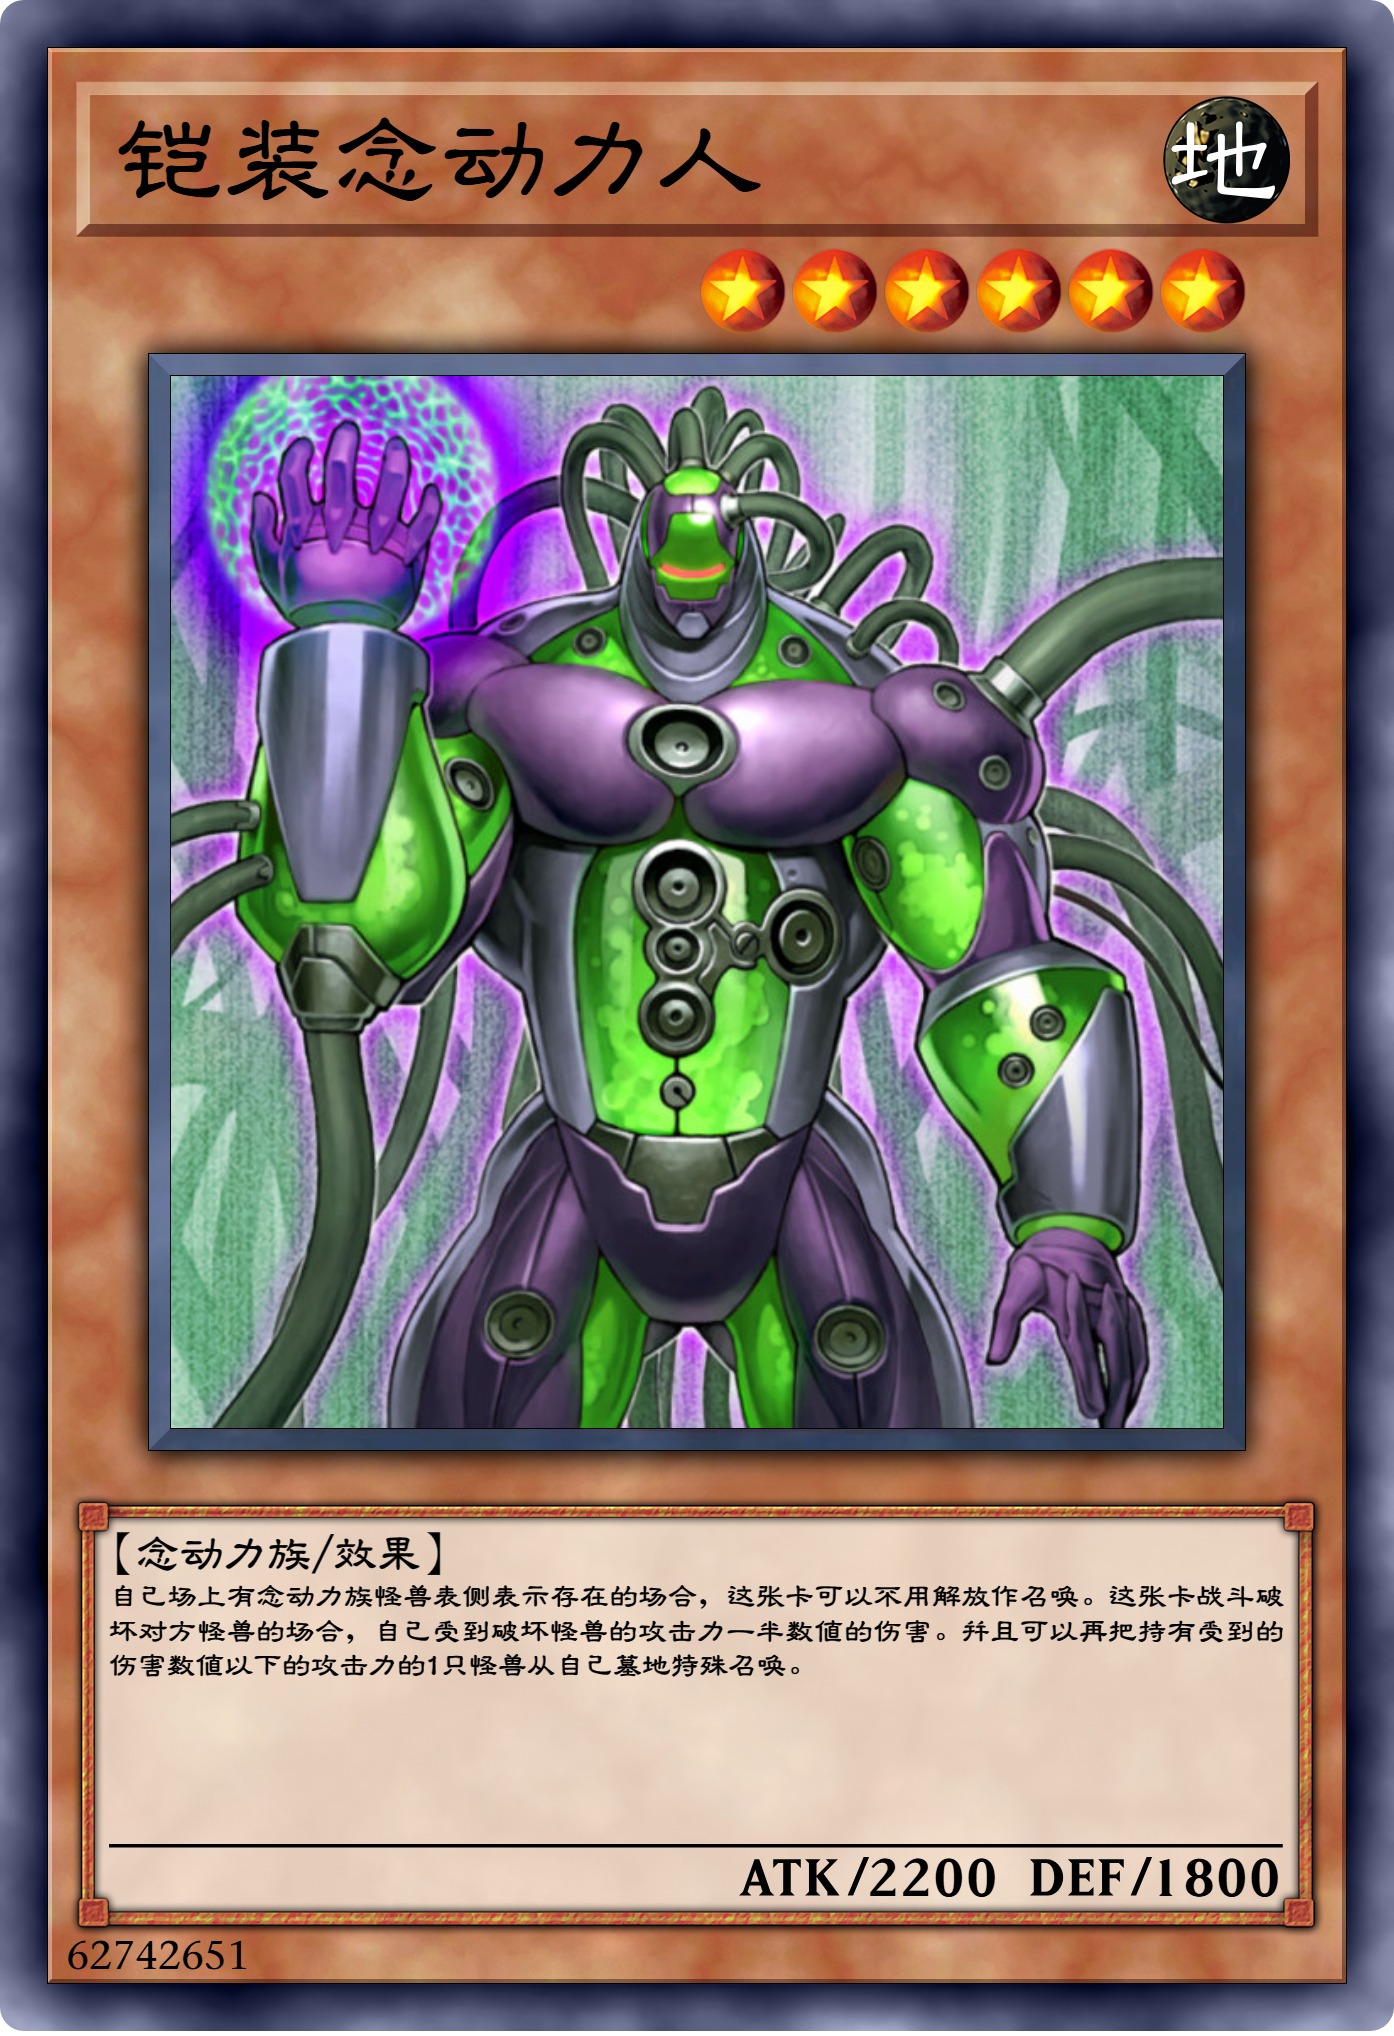 铠装念动力人
地
【念动力族/效果】
自己场上有念动力族怪兽表侧表示存在的场合，这张卡可以不用解放作召唤。这张卡战斗破
坏对方怪兽的场合，自己受到破坏怪兽的攻击力一半数值的伤害。并且可以再把持有受到的
伤害数值以下的攻击力的1只怪兽从自己墓地特殊召唤。
ATK/2200 DEF/1800
62742651